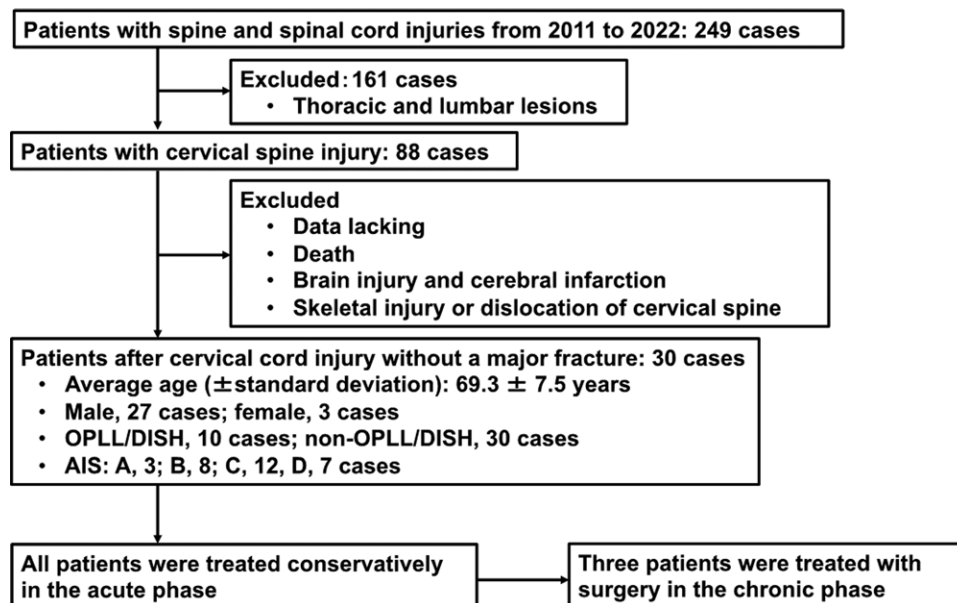 Patients with spine and spinal cord injuries from 2011 to 2022: 249 cases
Excluded：161 cases
• Thoracic and lumbar lesions
Patients with cervical spine injury: 88 cases
Excluded
• Data lacking
• Death
• Brain injury and cerebral infarction
• Skeletal injury or dislocation of cervical spine
Patients after cervical cord injury without a major fracture: 30 cases
• Average age (±standard deviation): 69.3 ± 7.5 years
• Male, 27 cases; female, 3 cases
• OPLL/DISH, 10 cases; non-OPLL/DISH, 30 cases
• AIS: A, 3; B, 8; C, 12, D, 7 cases
All patients were treated conservatively
in the acute phase
Three patients were treated with
surgery in the chronic phase